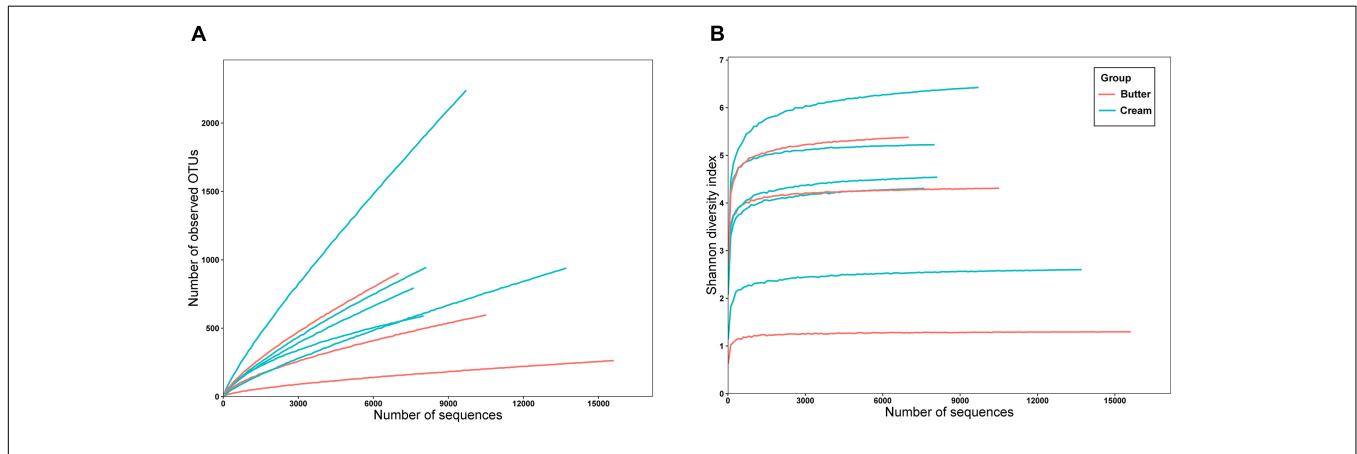 A
Number of observed OTUs
2000
1500
1000
500
0
0 3000 6000 9000 12000 15000
Number of sequences
B
Shannon diversity index
7
6
5
4
3
2
1
0
0 3000 6000 9000 12000 15000
Number of sequences
Group
Butter
Cream